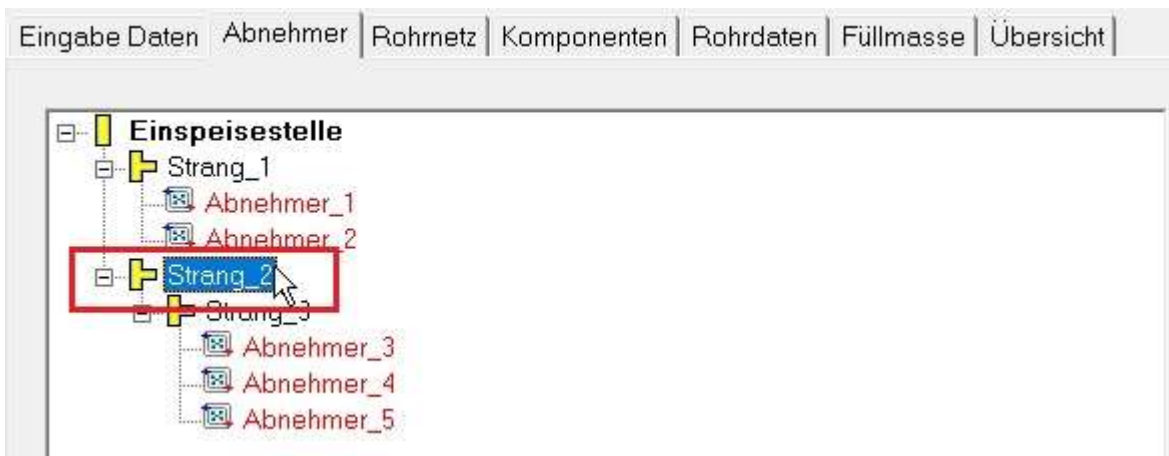 Eingabe Daten Abnehmer Rohrnetz Komponenten Rohrdaten Füllmasse Übersicht
Einspeisestelle
Strang_1
Abnehmer_1
Abnehmer_2
Strang_2
Strang_3
Abnehmer_3
Abnehmer_4
Abnehmer_5